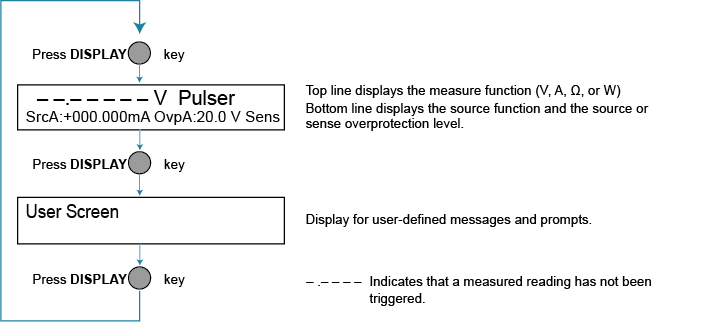 Press DISPLAY key
– –.– – – – – V Pulser
SrcA:+000.000mA OvpA:20.0 V Sens
Top line displays the measure function (V, A, Ω, or W)
Bottom line displays the source function and the source or
sense overprotection level.
Press DISPLAY key
User Screen
Display for user-defined messages and prompts.
Press DISPLAY key
– .– – – – Indicates that a measured reading has not been
triggered.